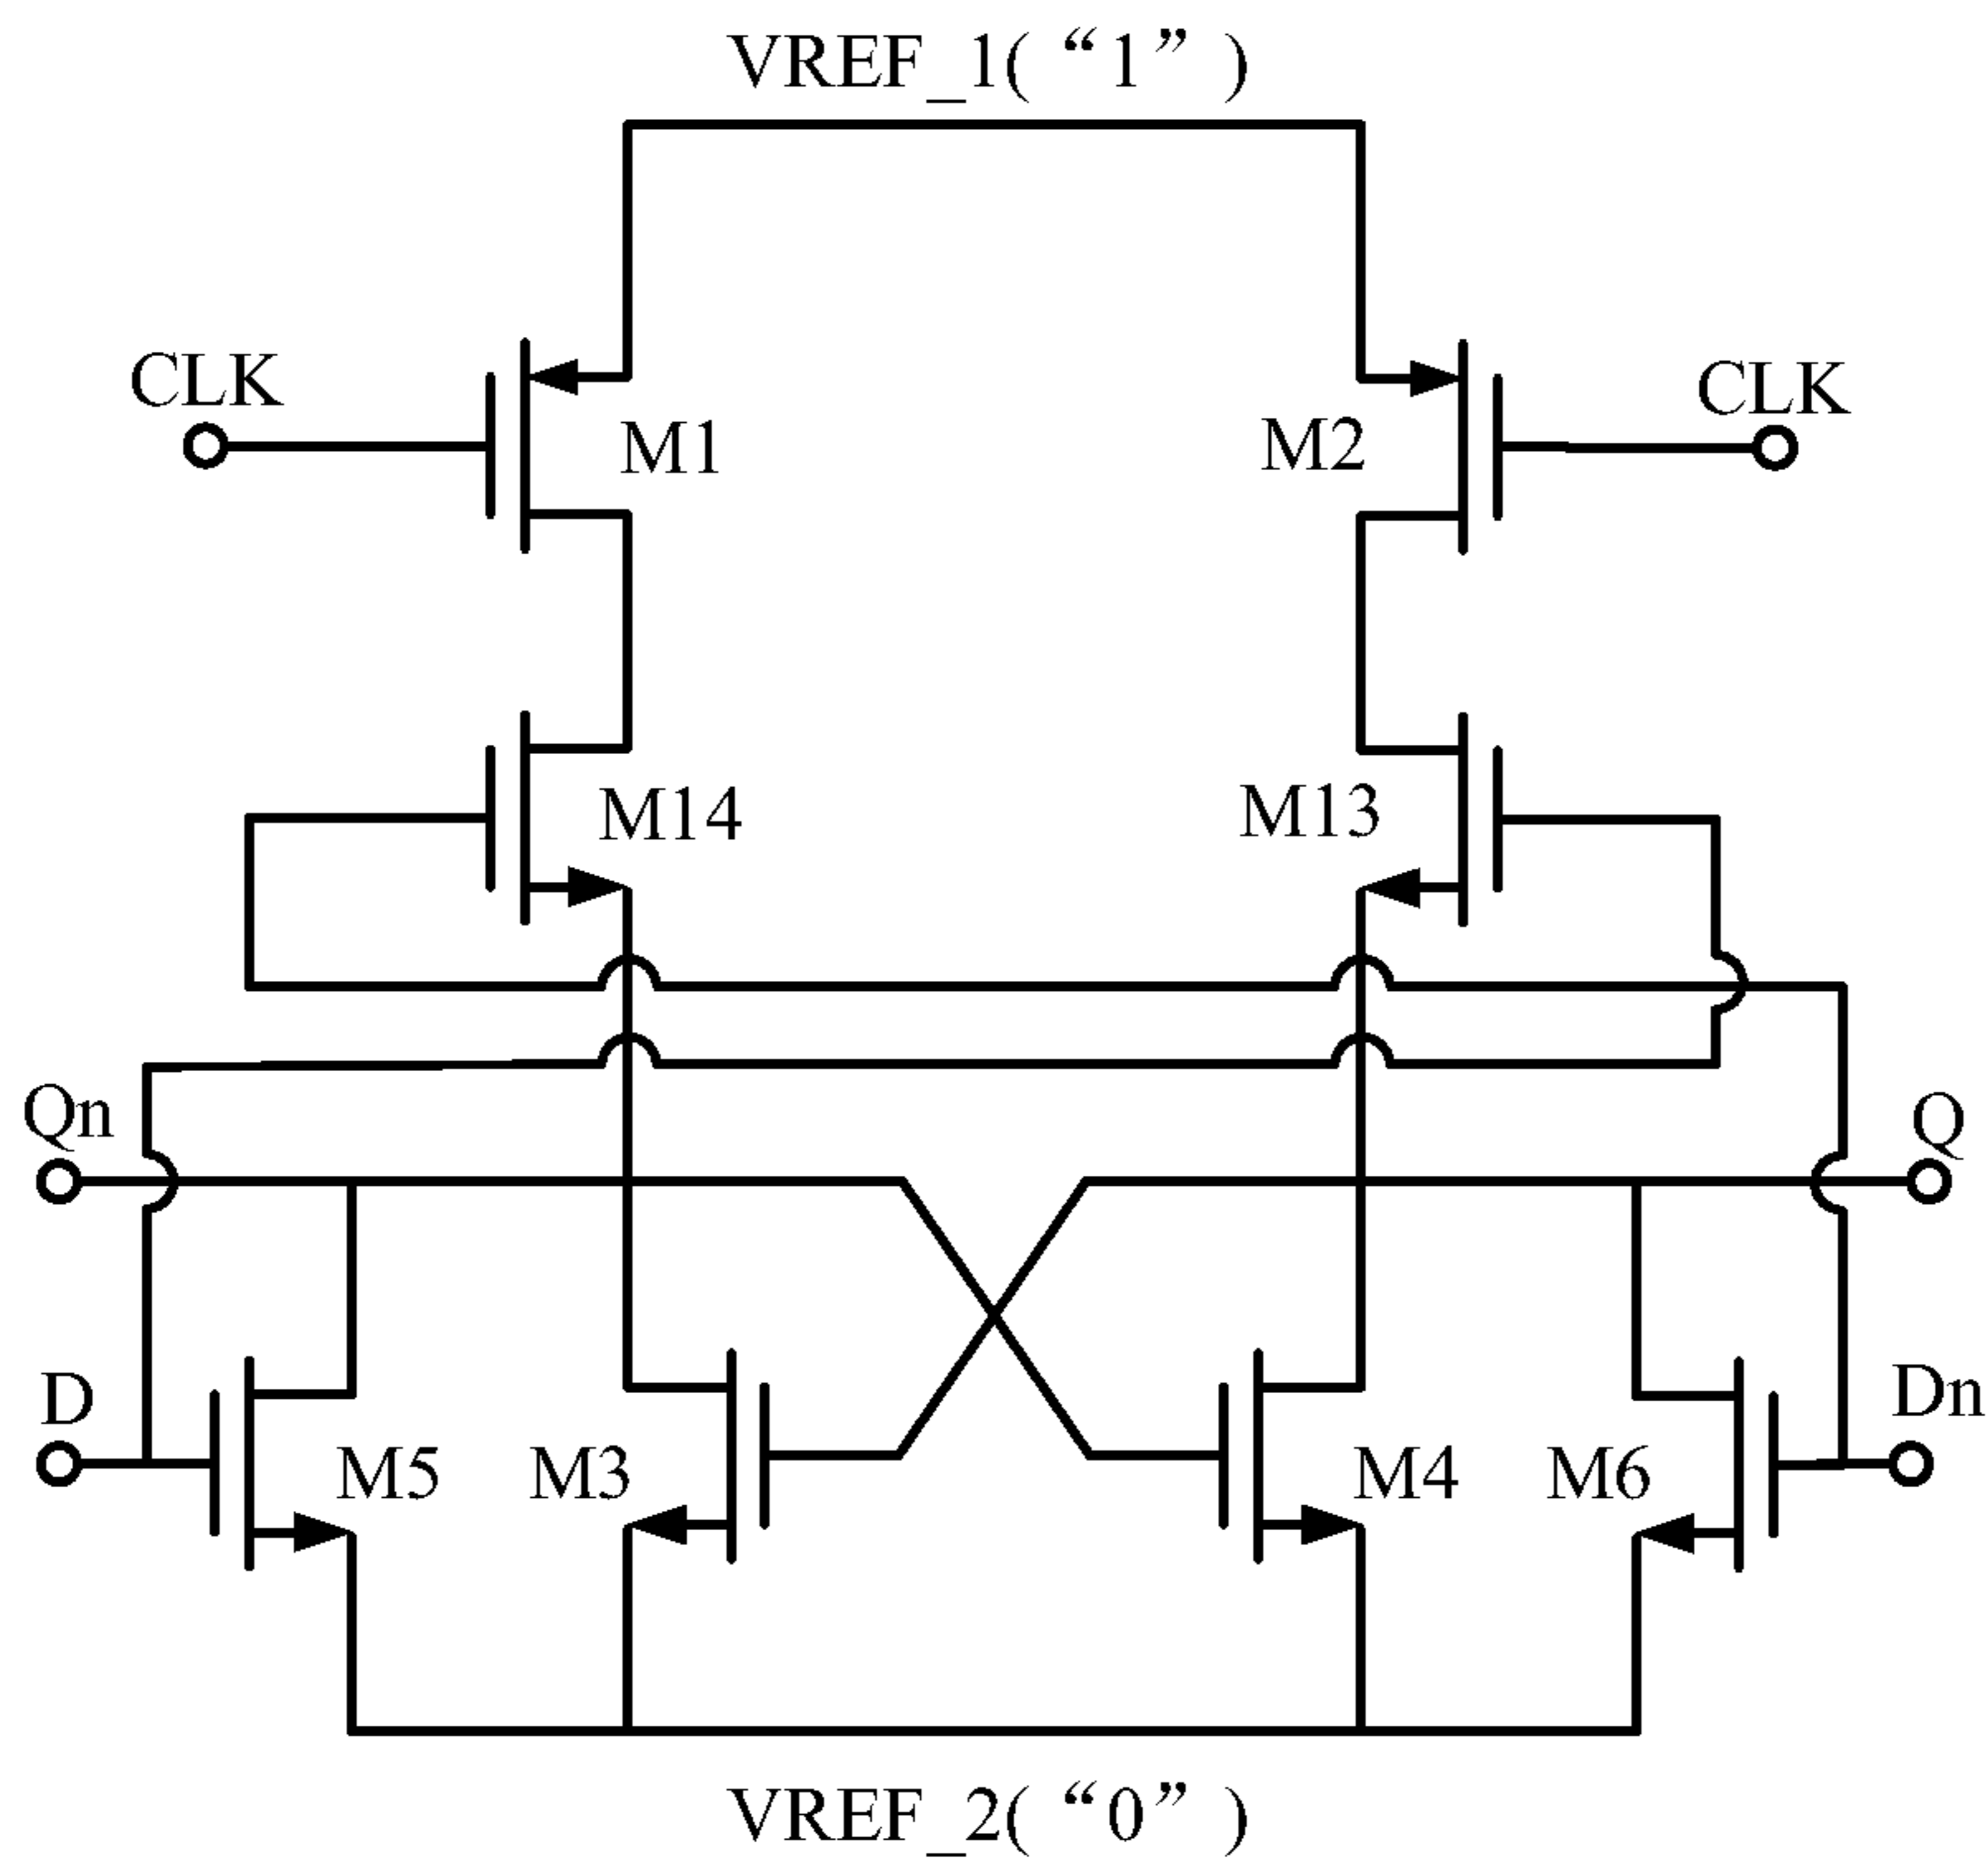 VREF_1(“1”)
CLK
CLK
M1
M2
M14
M13
Qn
Q
D
Dn
M5
M3
M4
M6
VREF_2(“0”)